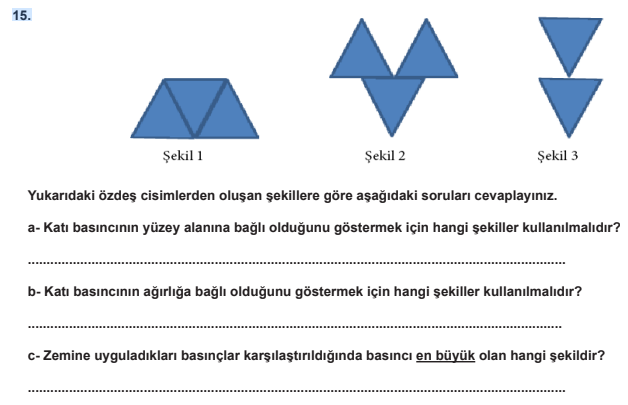 15.
Şekil 1
Şekil 2
Şekil 3
Yukarıdaki özdeş cisimlerden oluşan şekillere göre aşağıdaki soruları cevaplayınız.
a- Katı basıncının yüzey alanına bağlı olduğunu göstermek için hangi şekiller kullanılmalıdır?
b- Katı basıncının ağırlığa bağlı olduğunu göstermek için hangi şekiller kullanılmalıdır?
c- Zemine uyguladıkları basınçlar karşılaştırıldığında basıncı en büyük olan hangi şekildir?